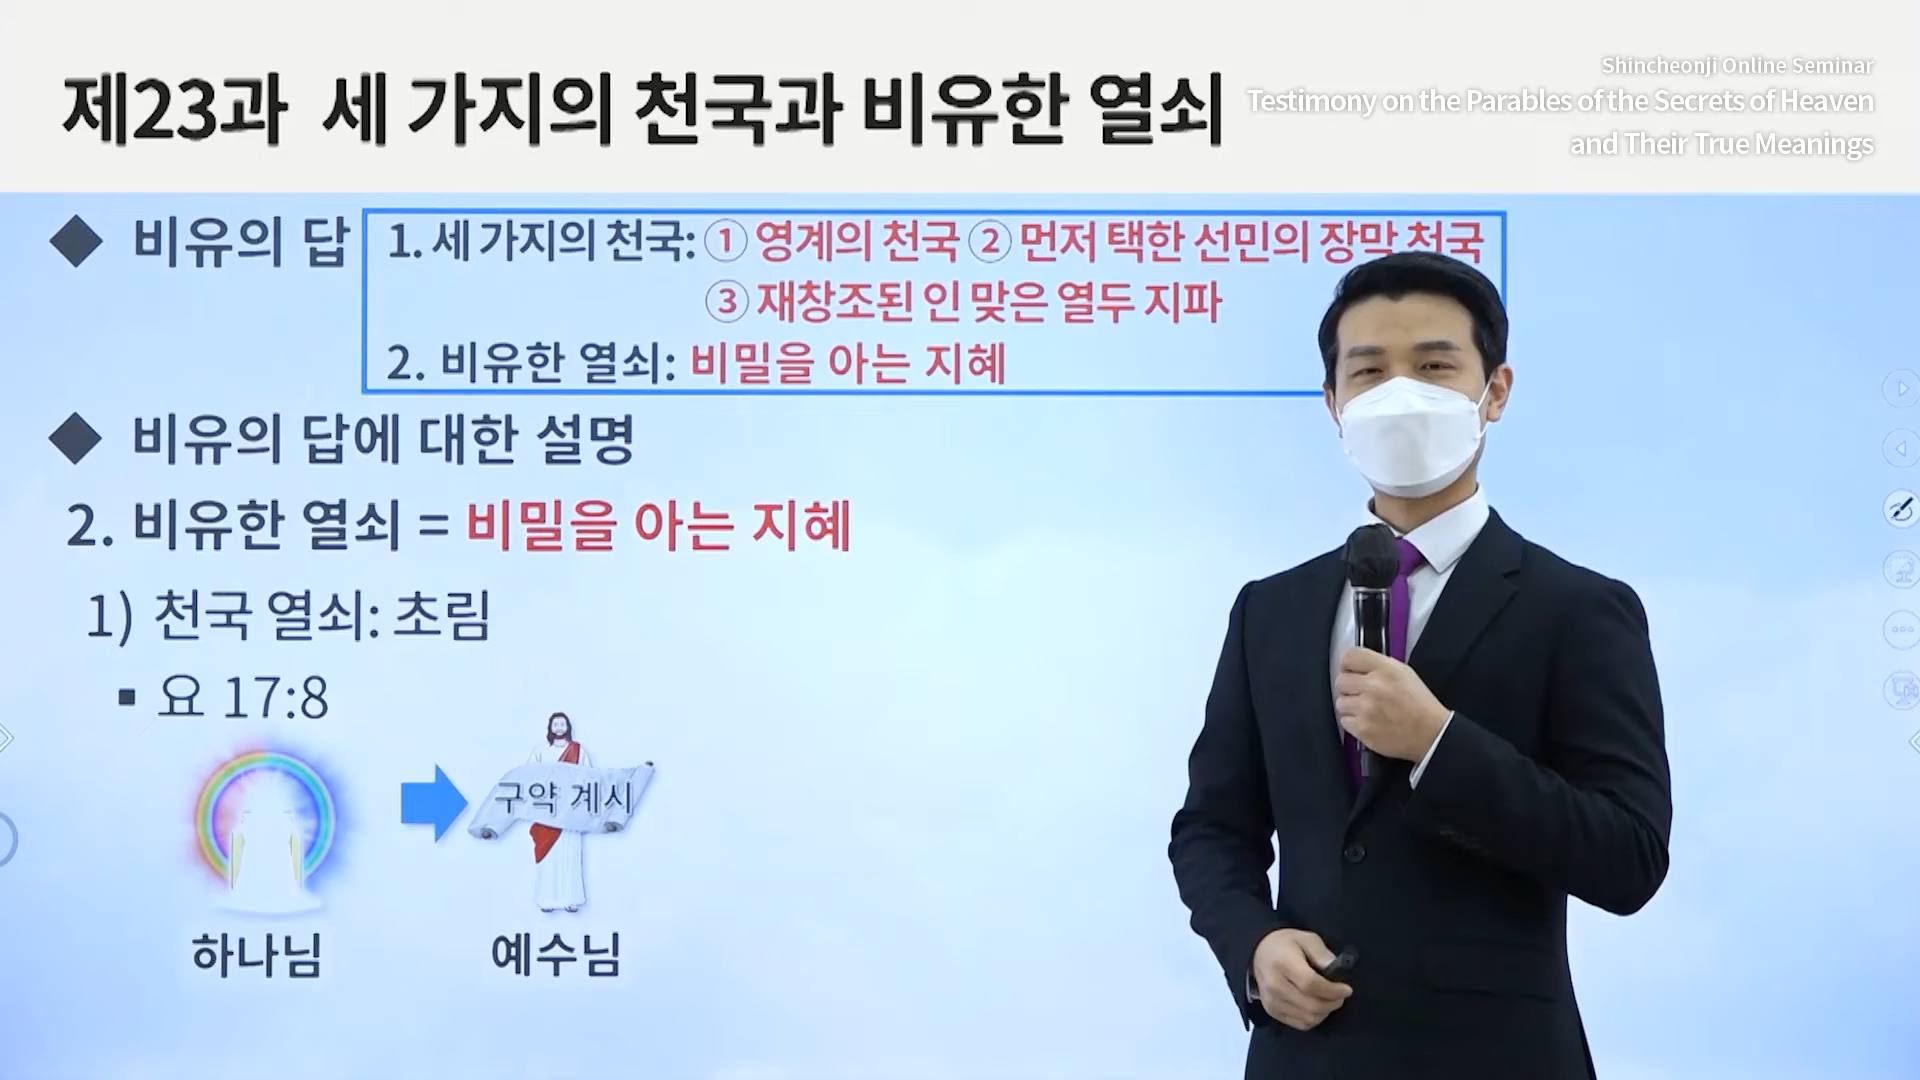 제23과 세 가지의 천국과 비유한 열쇠
Shincheonji Online Seminar
Testimony on the Parables of the Secrets of Heaven
and Their True Meanings
◆ 비유의 답
1. 세 가지의 천국: ① 영계의 천국 ② 먼저 택한 선민의 장막 천국
③ 재창조된 인 맞은 열두 지파
2. 비유한 열쇠: 비밀을 아는 지혜
◆ 비유의 답에 대한 설명
2. 비유한 열쇠 = 비밀을 아는 지혜
1) 천국 열쇠: 초림
▪ 요 17:8
구약 계시
하나님
예수님